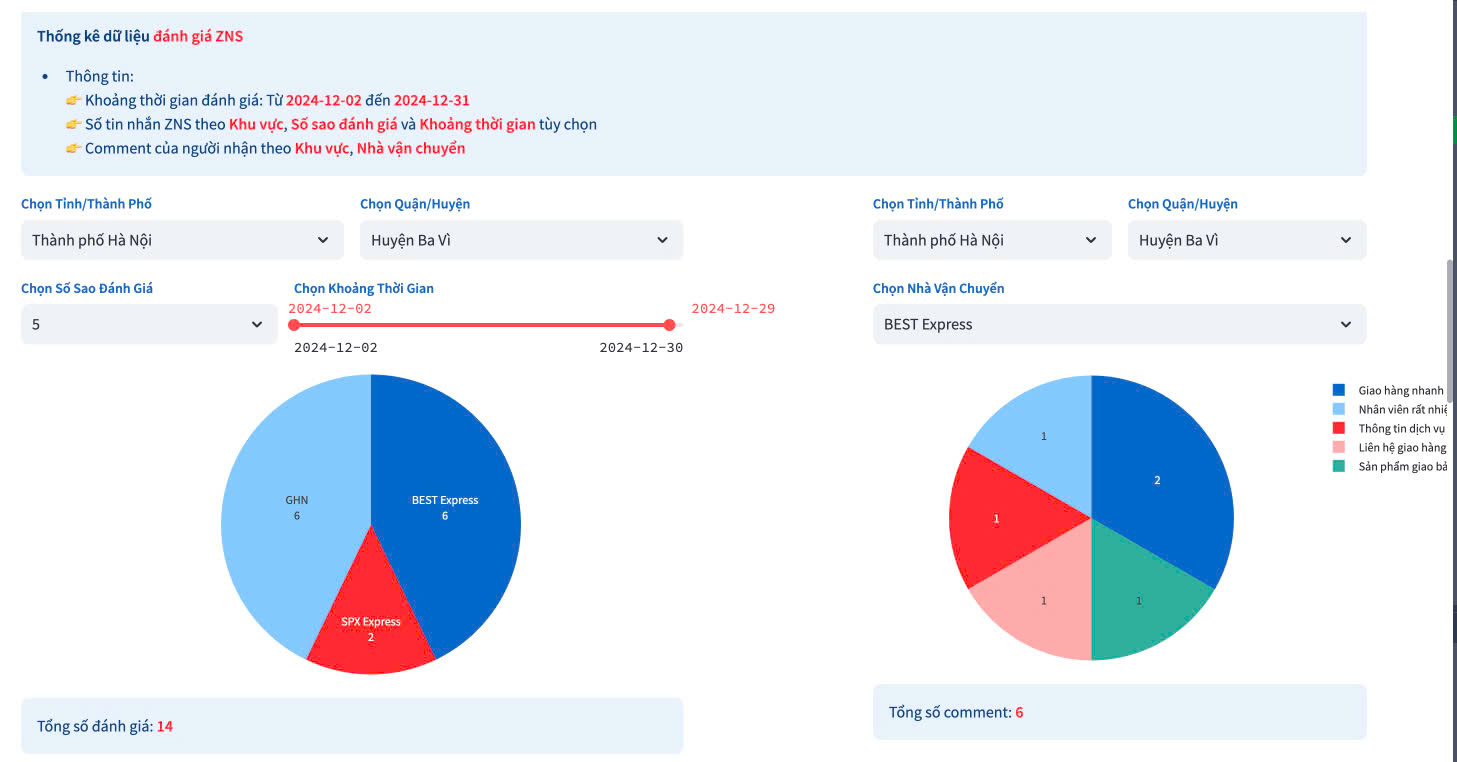 Thống kê dữ liệu đánh giá ZNS
Thông tin:
👉 Khoảng thời gian đánh giá: Từ 2024-12-02 đến 2024-12-31
👉 Số tin nhắn ZNS theo Khu vực, Số sao đánh giá và Khoảng thời gian tùy chọn
👉 Comment của người nhận theo Khu vực, Nhà vận chuyển
Chọn Tỉnh/Thành Phố
Chọn Quận/Huyện
Thành phố Hà Nội
Huyện Ba Vì
Chọn Số Sao Đánh Giá
Chọn Khoảng Thời Gian
5
2024-12-02
2024-12-29
2024-12-02
2024-12-30
GHN
6
BEST Express
6
SPX Express
2
Tổng số đánh giá: 14
Chọn Tỉnh/Thành Phố
Chọn Quận/Huyện
Thành phố Hà Nội
Huyện Ba Vì
Chọn Nhà Vận Chuyển
BEST Express
1
2
1
1
1
Giao hàng nhanh
Nhân viên rất
Thông tin dịch vụ
Liên hệ giao hàng
Sản phẩm giao
Tổng số comment: 6